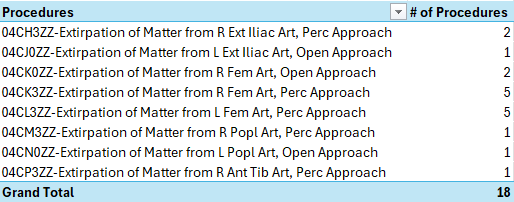 Procedures # of Procedures
04CH3ZZ-Extirpation of Matter from R Ext Iliac Art, Perc Approach 2
04CJ0ZZ-Extirpation of Matter from L Ext Iliac Art, Open Approach 1
04CK0ZZ-Extirpation of Matter from R Fem Art, Open Approach 2
04CK3ZZ-Extirpation of Matter from R Fem Art, Perc Approach 5
04CL3ZZ-Extirpation of Matter from L Fem Art, Perc Approach 5
04CM3ZZ-Extirpation of Matter from R Popl Art, Perc Approach 1
04CN0ZZ-Extirpation of Matter from L Popl Art, Open Approach 1
04CP3ZZ-Extirpation of Matter from R Ant Tib Art, Perc Approach 1
Grand Total 18